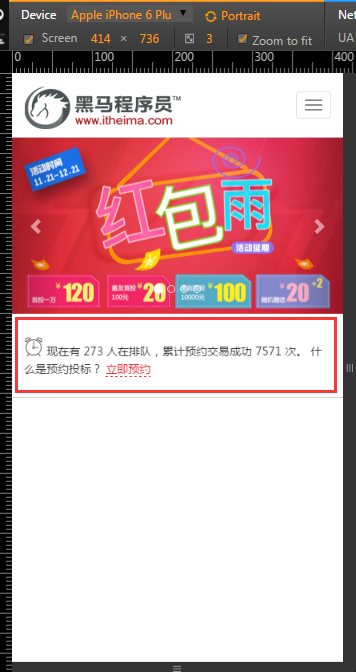 Device Apple iPhone 6 Plu Portrait Net
Screen 414 × 736 3 Zoom to fit UA
0 100 200 300 400
黑马程序员™
www.itheima.com
活动时间
11.21-12.21
红包雨
活动延期
首投一万 ¥120
邀友首投 100元 ¥20
10000元 ¥100
随机赠送 ¥20 +2
现在有 273 人在排队，累计预约交易成功 7571 次。 什
么是预约投标？ 立即预约